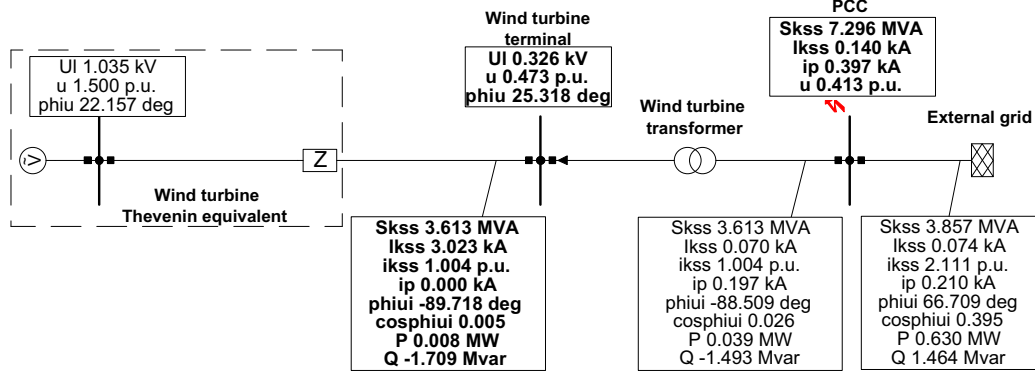 PCC
Skss 7.296 MVA
Ikss 0.140 kA
ip 0.397 kA
u 0.413 p.u.
Wind turbine
terminal
Ul 0.326 kV
u 0.473 p.u.
phiu 25.318 deg
Ul 1.035 kV
u 1.500 p.u.
phiu 22.157 deg
Wind turbine
transformer
External grid
V
~
Z
Wind turbine
Thevenin equivalent
Skss 3.613 MVA
Ikss 3.023 kA
ikss 1.004 p.u.
ip 0.000 kA
phiui -89.718 deg
cosphiui 0.005
P 0.008 MW
Q -1.709 Mvar
Skss 3.613 MVA
Ikss 0.070 kA
ikss 1.004 p.u.
ip 0.197 kA
phiui -88.509 deg
cosphiui 0.026
P 0.039 MW
Q -1.493 Mvar
Skss 3.857 MVA
Ikss 0.074 kA
ikss 2.111 p.u.
ip 0.210 kA
phiui 66.709 deg
cosphiui 0.395
P 0.630 MW
Q 1.464 Mvar